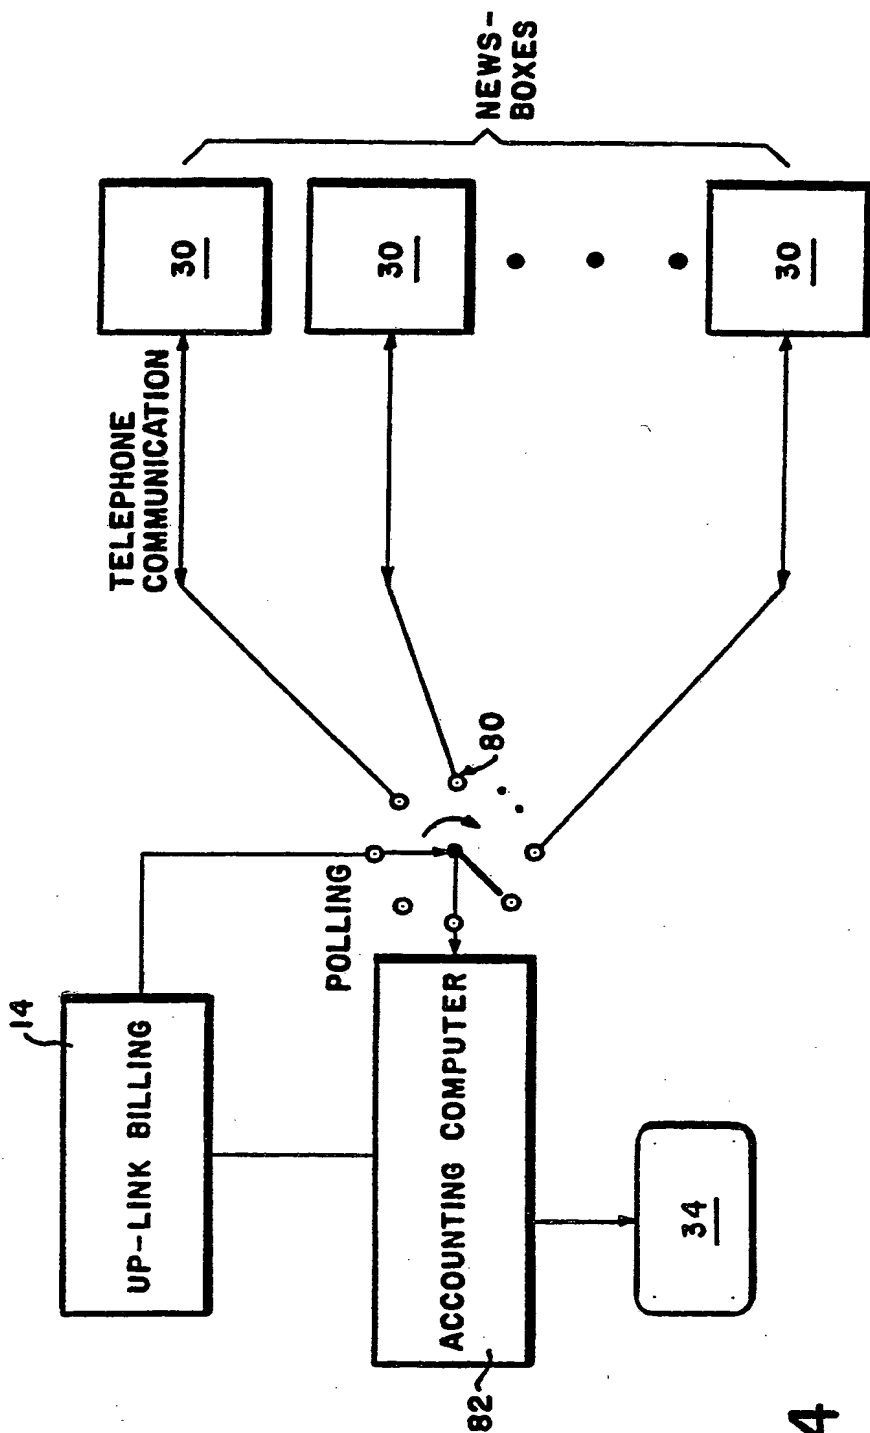 14
UP-LINK BILLING
POLLING
TELEPHONE
COMMUNICATION
30
30
30
NEWS-
BOXES
80
ACCOUNTING COMPUTER
82
34
4